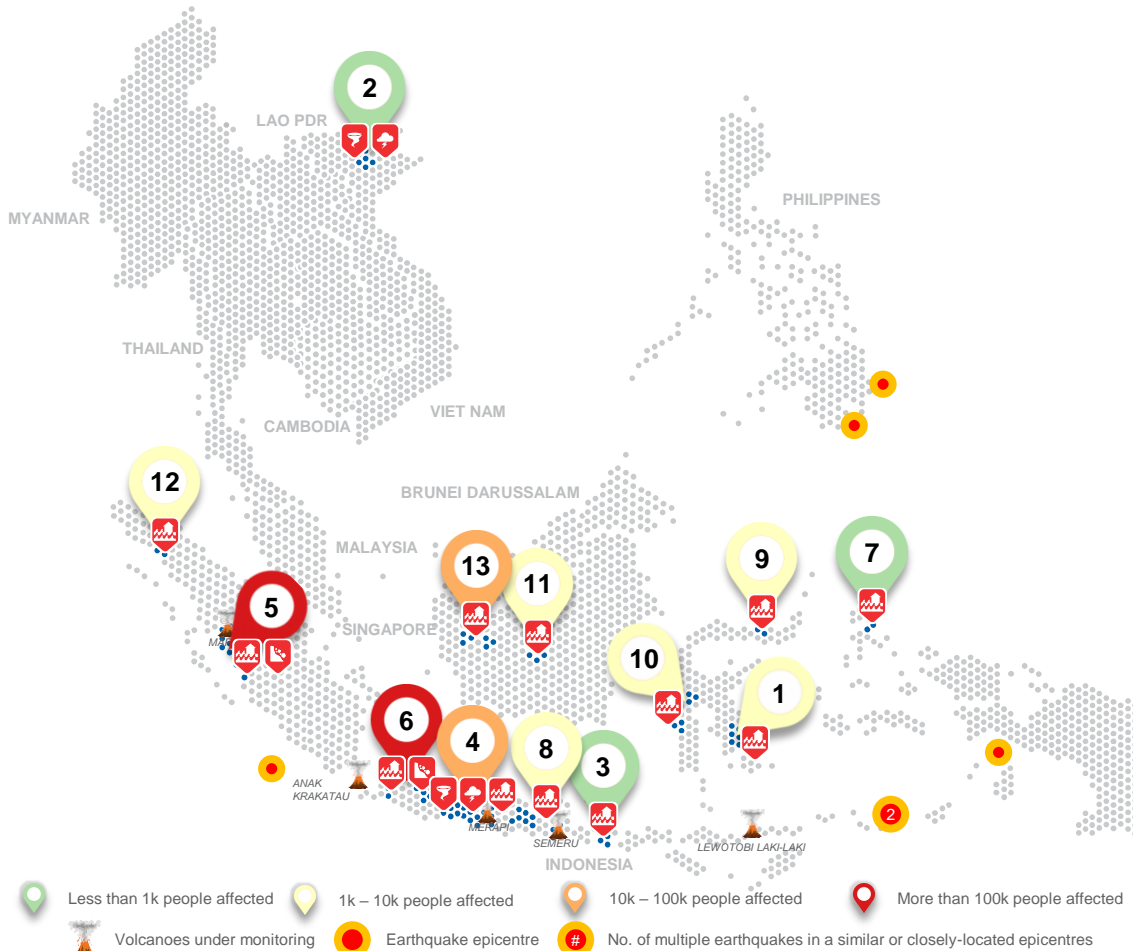 2
LAO PDR
MYANMAR
PHILIPPINES
THAILAND
VIET NAM
CAMBODIA
12
BRUNEI DARUSSALAM
MALAYSIA
13
11
9
7
5
SINGAPORE
10
1
6
4
8
3
ANAK
KRAKATAU
2
MERAPI
SEMERU
LEWOTOBI LAKI-LAKI
INDONESIA
Less than 1k people affected
1k – 10k people affected
10k – 100k people affected
More than 100k people affected
Volcanoes under monitoring
Earthquake epicentre
# No. of multiple earthquakes in a similar or closely-located epicentres